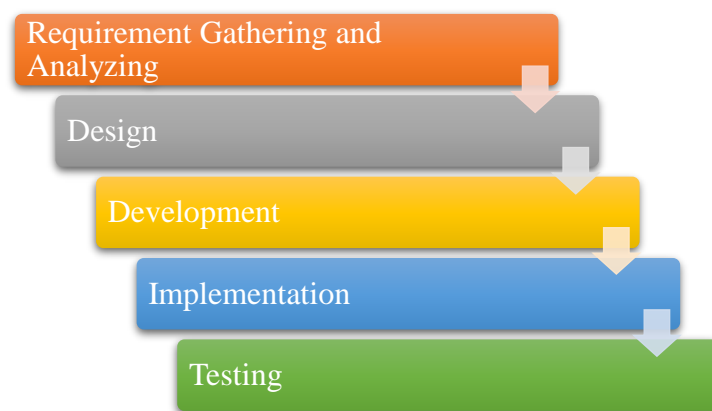 Requirement Gathering and
Analyzing
Design
Development
Implementation
Testing